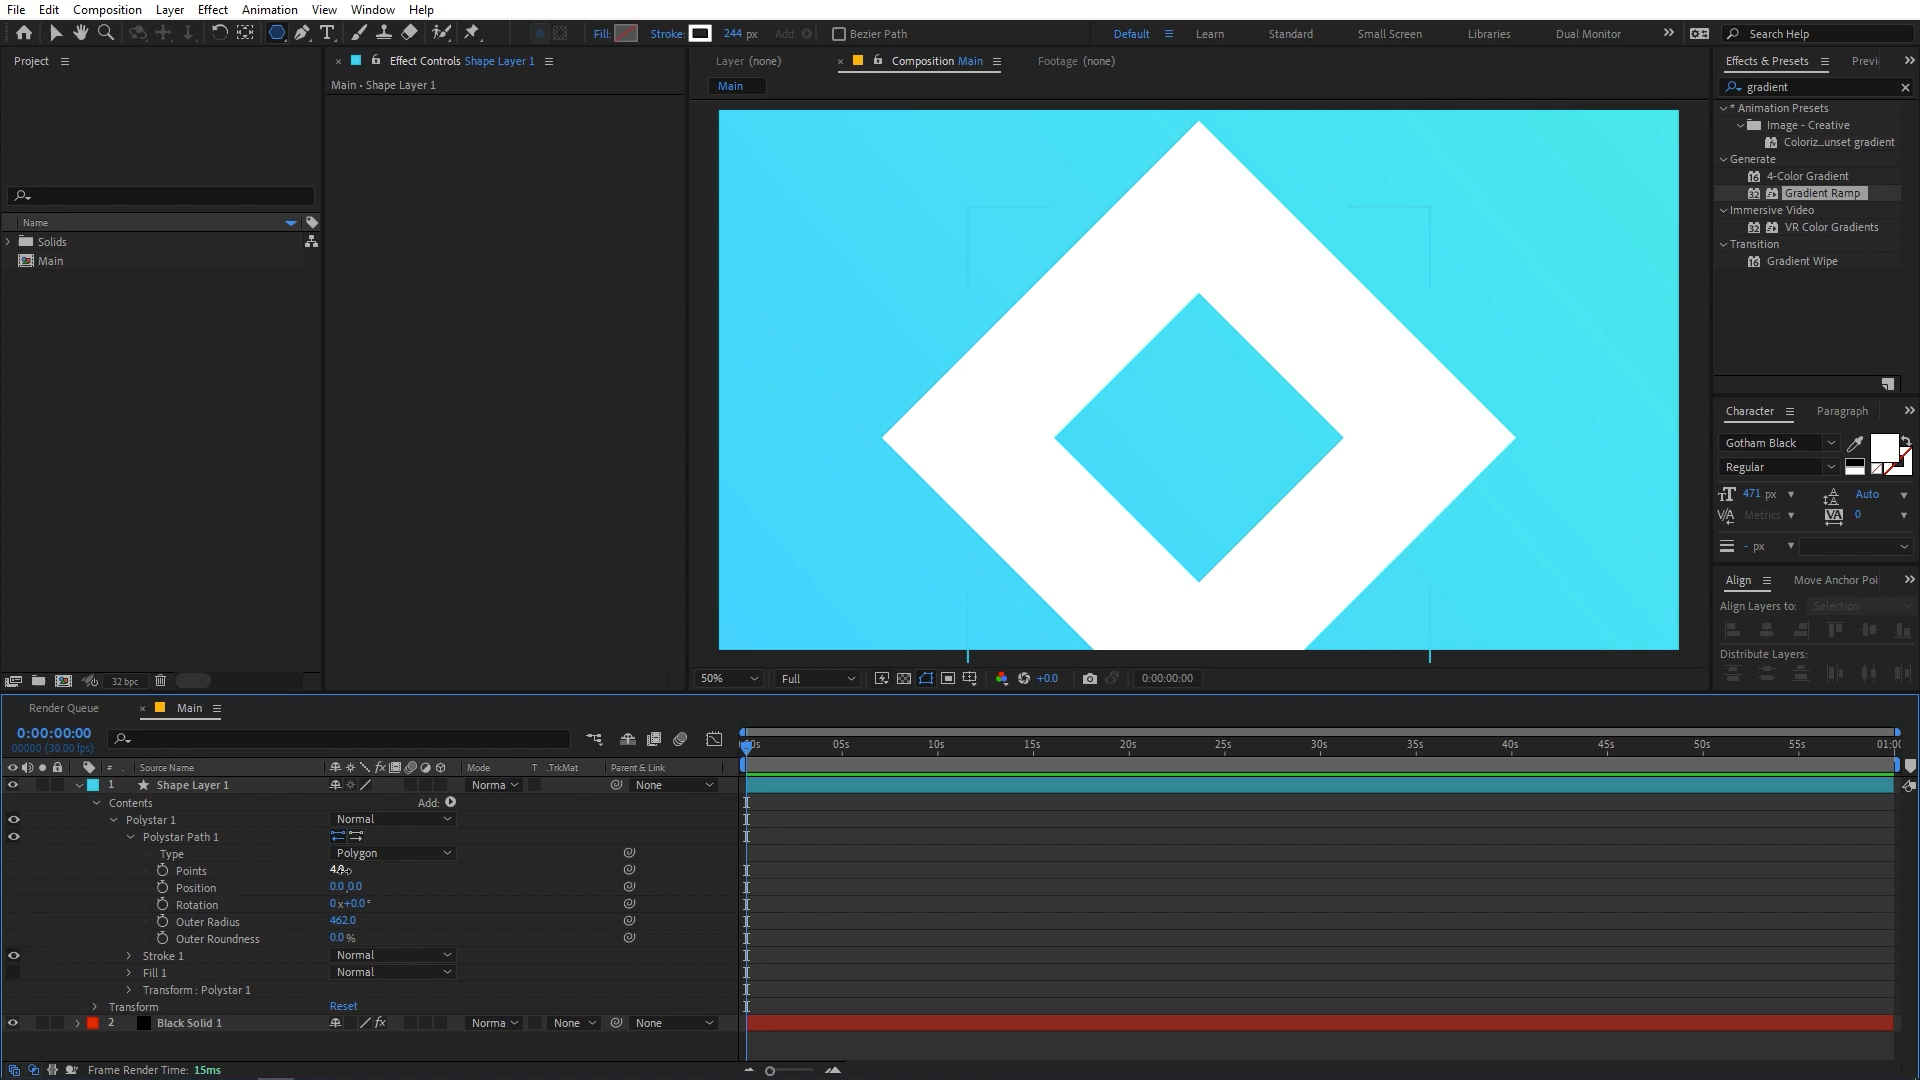 File Edit Composition Layer Effect Animation View Window Help
Fill: Stroke: 244 px Add: Bezier Path Default Learn Standard Small Screen Libraries Dual Monitor Search Help
Project Effect Controls Shape Layer 1 Layer (none) Composition Main Footage (none) Effects & Presets Previ
Main • Shape Layer 1 Main gradient
* Animation Presets
Image - Creative
Coloriz...unset gradient
Generate
4-Color Gradient
Gradient Ramp
Immersive Video
VR Color Gradients
Transition
Gradient Wipe
Name
Solids
Main
Character Paragraph
Gotham Black
Regular
471 px Auto
Metrics 0
- px
Align Move Anchor Poi
Align Layers to: Selection
Distribute Layers:
32 bpc 50% Full +0.0 0:00:00:00
Render Queue Main
0:00:00:00
00000 (30.00 fps)
05s 10s 15s 20s 25s 30s 35s 40s 45s 50s 55s 01:00
# Source Name Mode T .TrkMat Parent & Link
1 Shape Layer 1 Norma None
Contents Add:
Polystar 1 Normal
Polystar Path 1
Type Polygon
Points
Position 0.0,0.0
Rotation 0x+0.0°
Outer Radius 462.0
Outer Roundness 0.0%
Stroke 1 Normal
Fill 1 Normal
Transform : Polystar 1
Transform Reset
2 Black Solid 1 Norma None None
Frame Render Time: 15ms